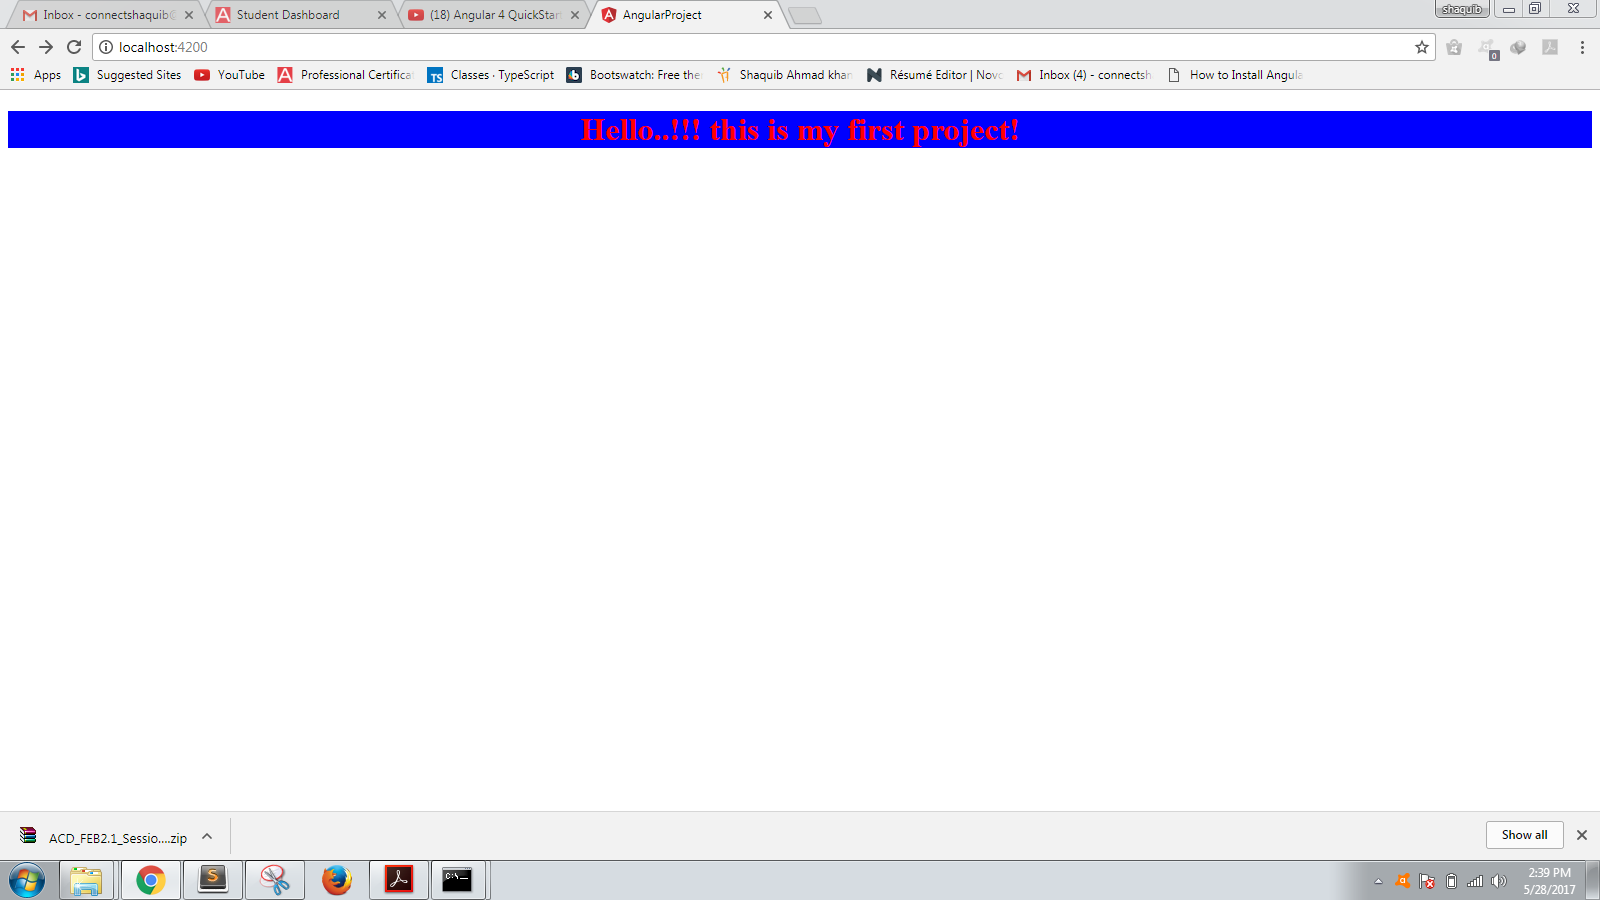 Inbox - connectshaquib@
Student Dashboard
(18) Angular 4 QuickStart
AngularProject
shaquib
localhost:4200
0
Apps
Suggested Sites
YouTube
Professional Certifica
Classes · TypeScript
Bootswatch: Free the
Shaquib Ahmad khan
Résumé Editor | Novo
Inbox (4) - connectsh
How to Install Angula
Hello..!!! this is my first project!
ACD_FEB2.1_Sessio....zip
Show all
C:\_
2:39 PM
5/28/2017